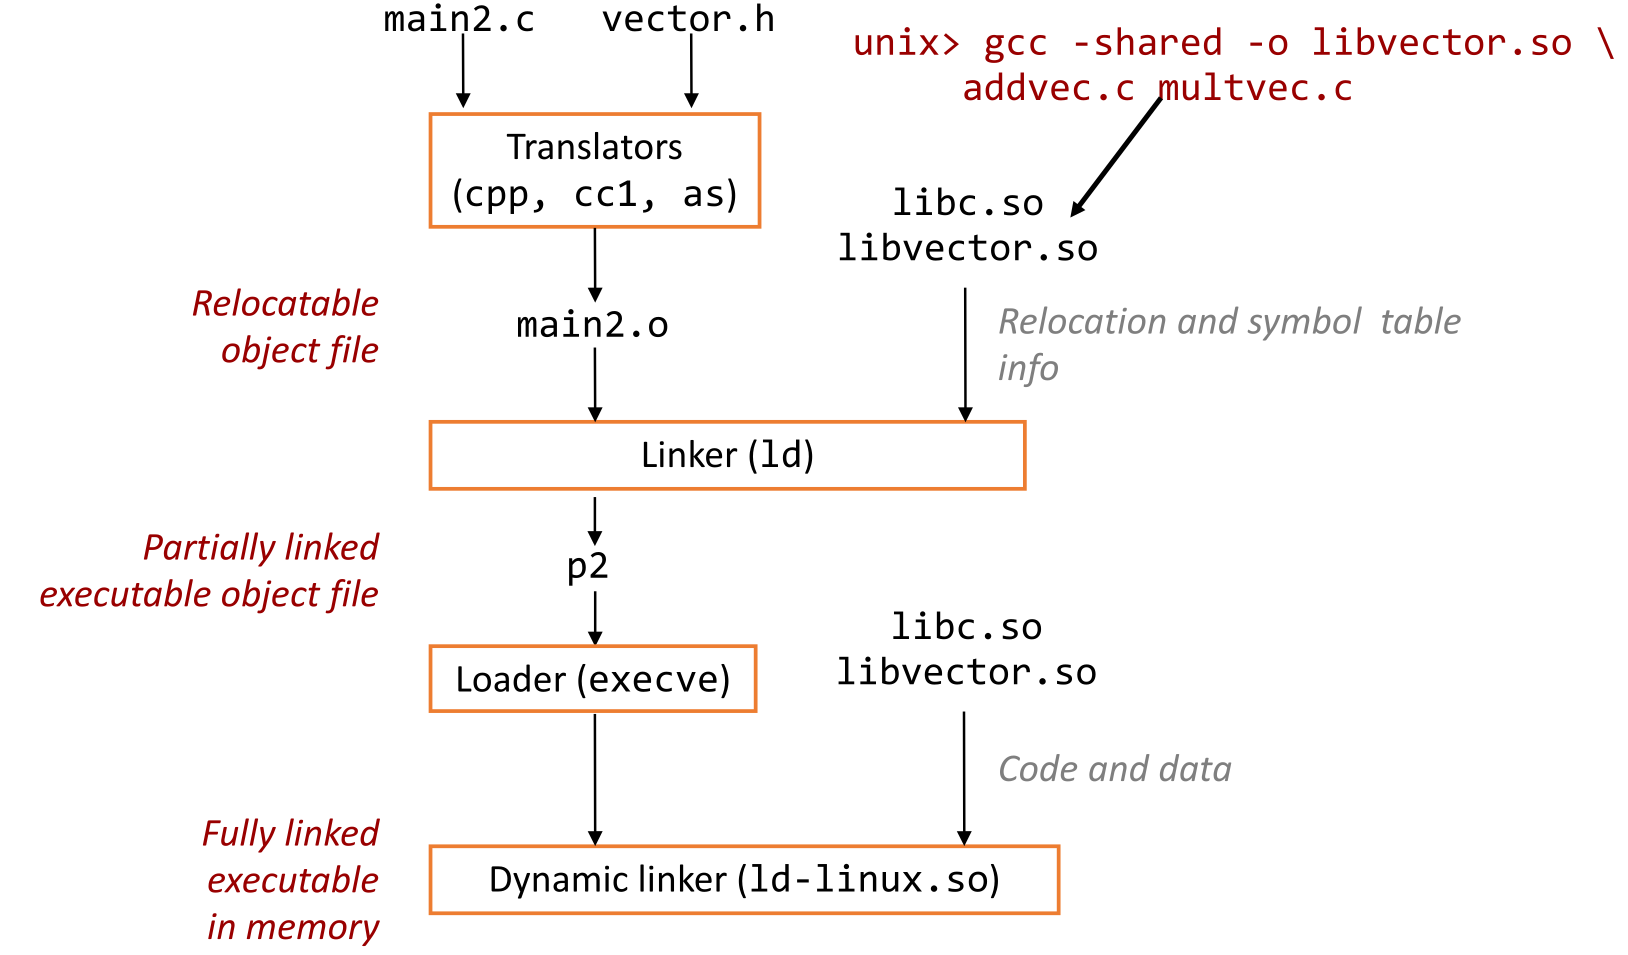 main2.c vector.h
unix> gcc -shared -o libvector.so \
addvec.c multvec.c
Translators
(cpp, cc1, as)
libc.so
libvector.so
Relocatable
object file
main2.o
Relocation and symbol table
info
Linker (ld)
Partially linked
executable object file
p2
libc.so
libvector.so
Loader (execve)
Code and data
Fully linked
executable
in memory
Dynamic linker (ld-linux.so)